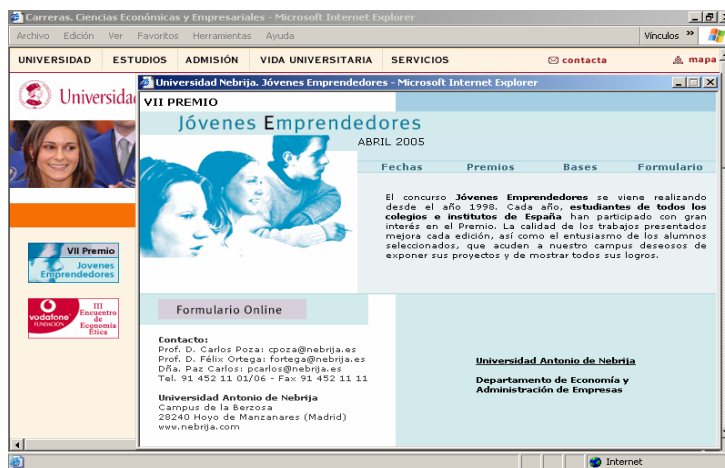 Carreras. Ciencias Económicas y Empresariales - Microsoft Internet Explorer
Archivo Edición Ver Favoritos Herramientas Ayuda Vínculos »
UNIVERSIDAD ESTUDIOS ADMISIÓN VIDA UNIVERSITARIA SERVICIOS contacta mapa
Universidad Nebrija. Jóvenes Emprendedores - Microsoft Internet Explorer
Universida
VII PREMIO
Jóvenes Emprendedores
ABRIL 2005
Fechas Premios Bases Formulario
El concurso Jóvenes Emprendedores se viene realizando
desde el año 1998. Cada año, estudiantes de todos los
colegios e institutos de España han participado con gran
interés en el Premio. La calidad de los trabajos presentados
mejora cada edición, así como el entusiasmo de los alumnos
seleccionados, que acuden a nuestro campus deseosos de
exponer sus proyectos y de mostrar todos sus logros.
VII Premio
Jovenes
Emprendedores
vodafone
FUNDACIÓN
III
Encuentro
de
Economía
Ética
Formulario Online
Contacto:
Prof. D. Carlos Poza: cpoza@nebrija.es
Prof. D. Félix Ortega: fortega@nebrija.es
Dña. Paz Carlos: pcarlos@nebrija.es
Tel. 91 452 11 01/06 - Fax 91 452 11 11
Universidad Antonio de Nebrija
Campus de la Berzosa
28240 Hoyo de Manzanares (Madrid)
www.nebrija.com
Universidad Antonio de Nebrija
Departamento de Economía y
Administración de Empresas
Internet